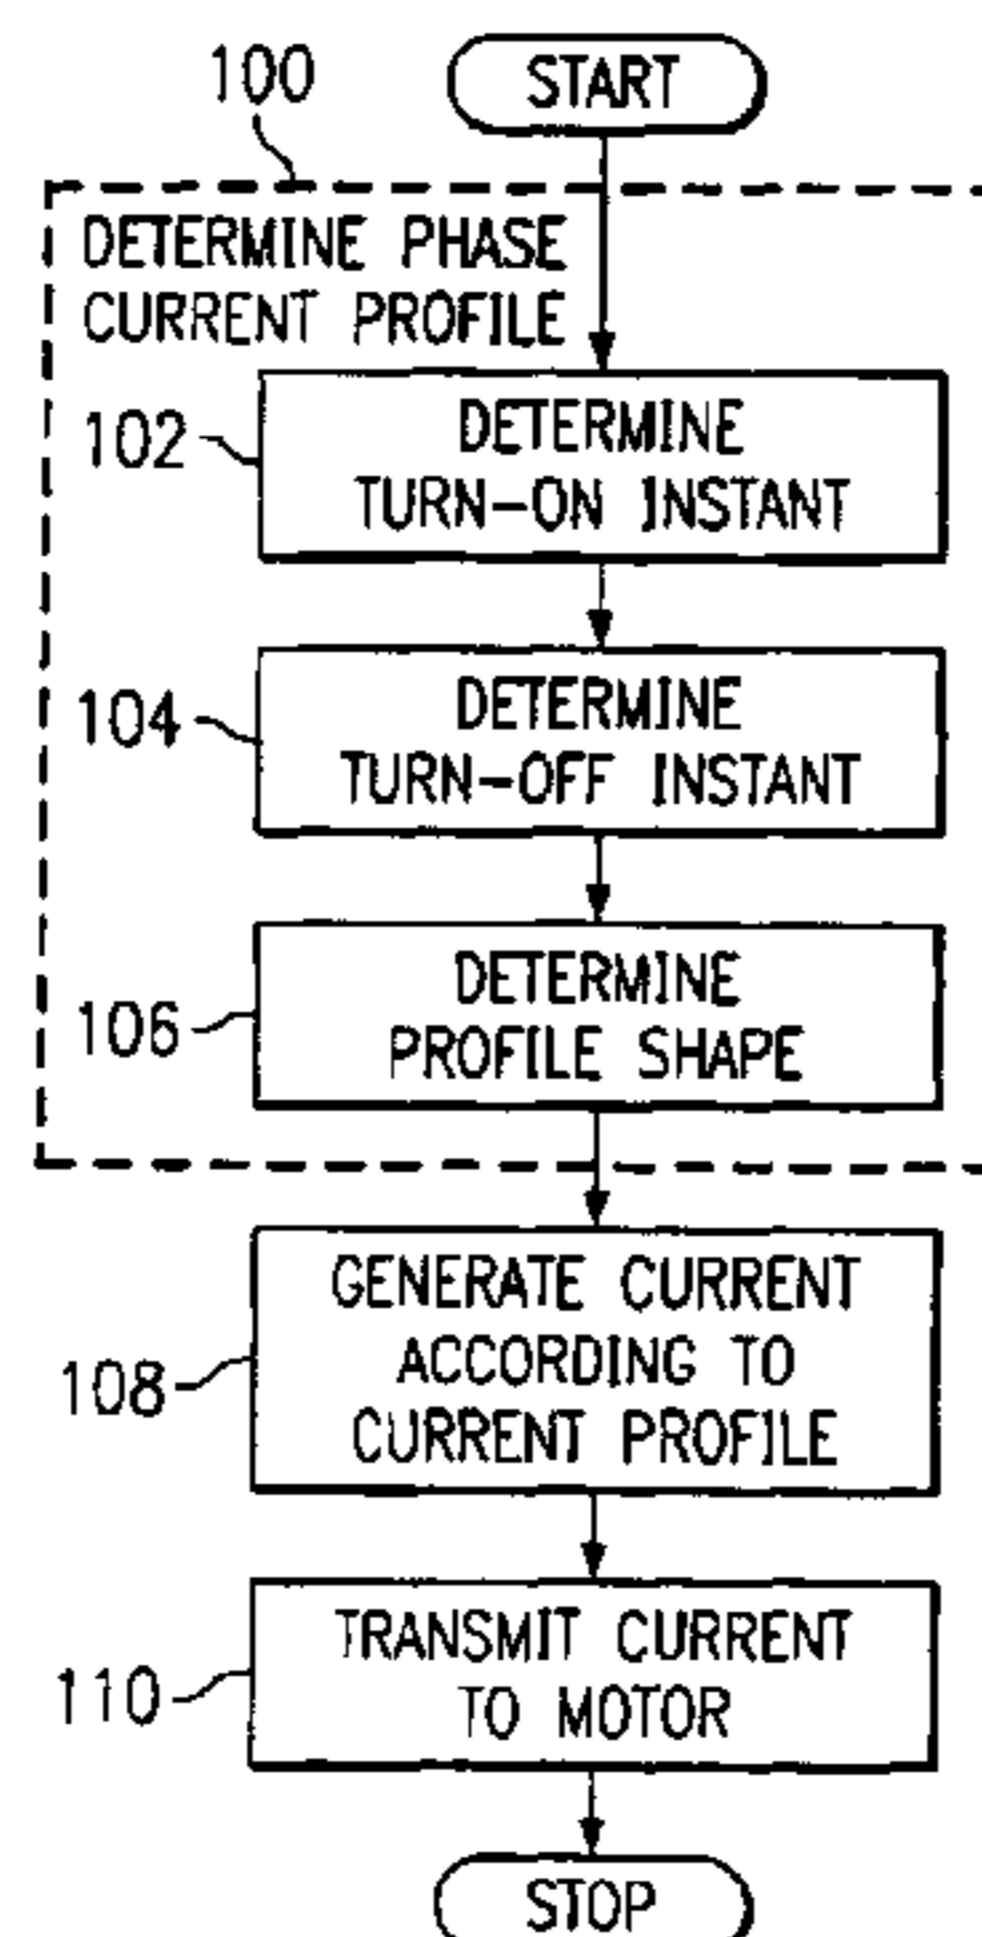 START
100
DETERMINE PHASE
CURRENT PROFILE
102
DETERMINE
TURN-ON INSTANT
104
DETERMINE
TURN-OFF INSTANT
106
DETERMINE
PROFILE SHAPE
108
GENERATE CURRENT
ACCORDING TO
CURRENT PROFILE
110
TRANSMIT CURRENT
TO MOTOR
STOP